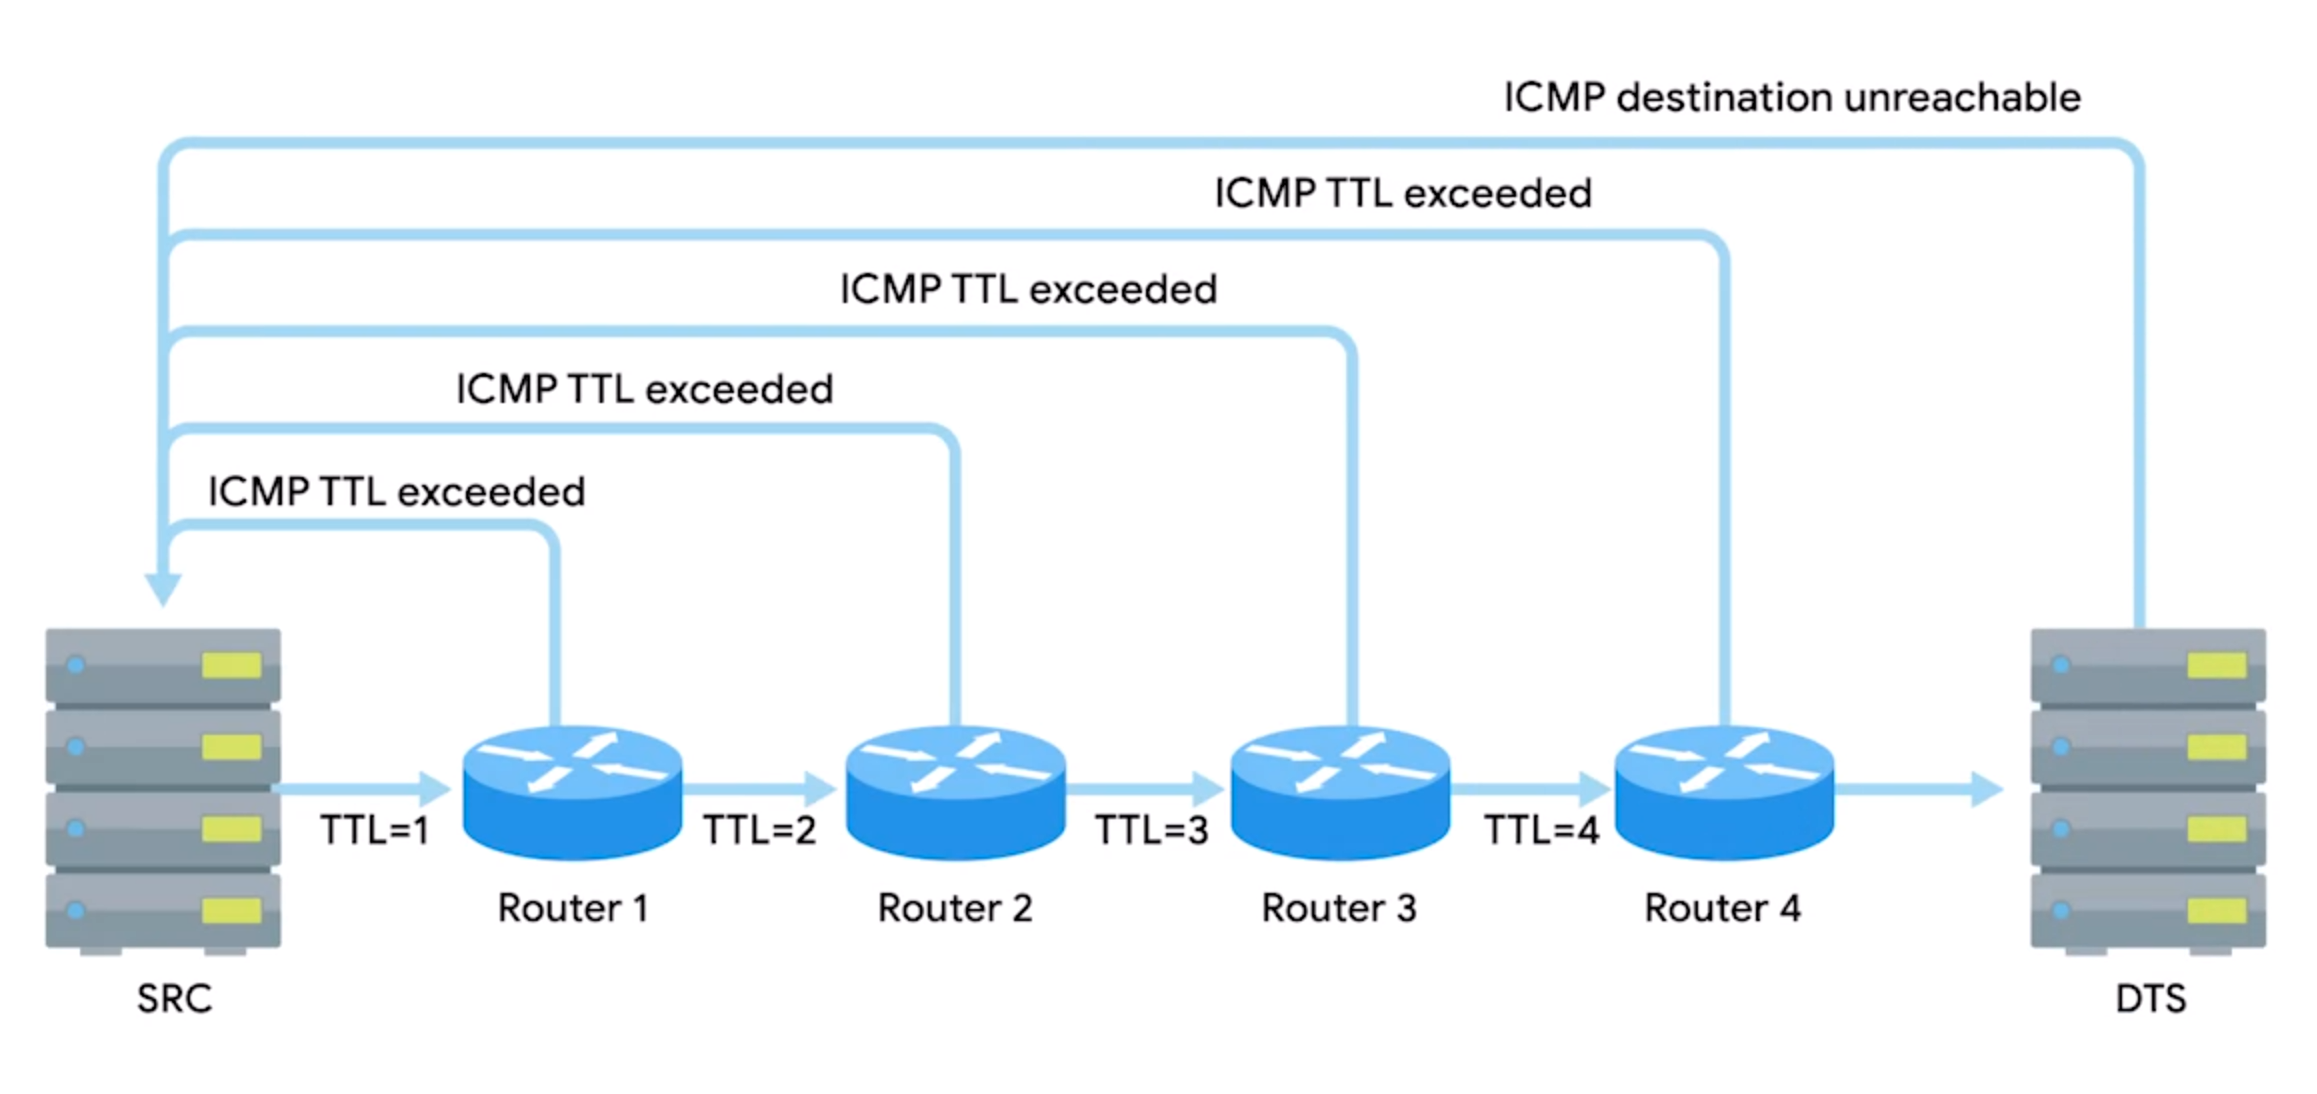 ICMP destination unreachable
ICMP TTL exceeded
ICMP TTL exceeded
ICMP TTL exceeded
ICMP TTL exceeded
TTL=1
TTL=2
TTL=3
TTL=4
Router 1
Router 2
Router 3
Router 4
SRC
DTS